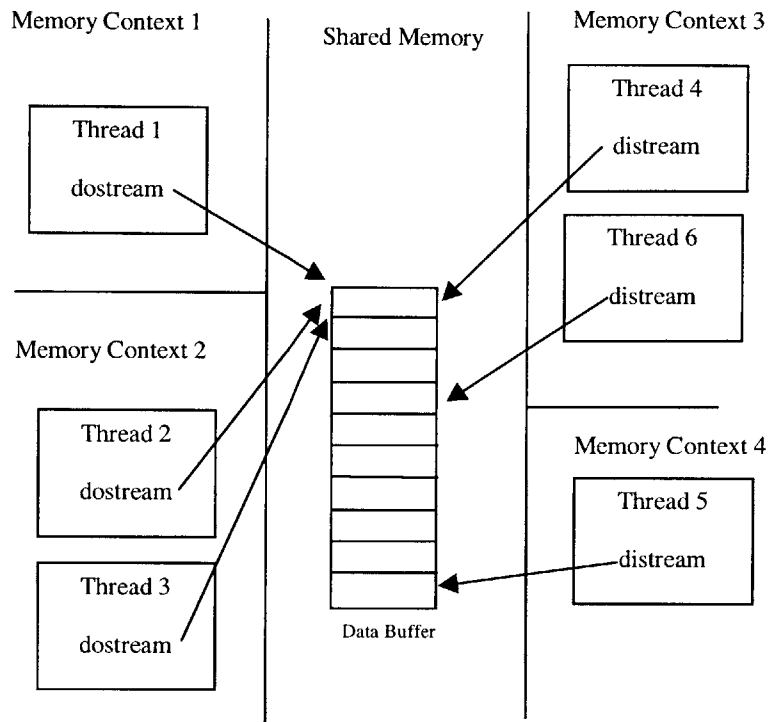 Memory Context 1
Thread 1
dostream
Memory Context 2
Thread 2
dostream
Thread 3
dostream
Shared Memory
Data Buffer
Memory Context 3
Thread 4
distream
Thread 6
distream
Memory Context 4
Thread 5
distream